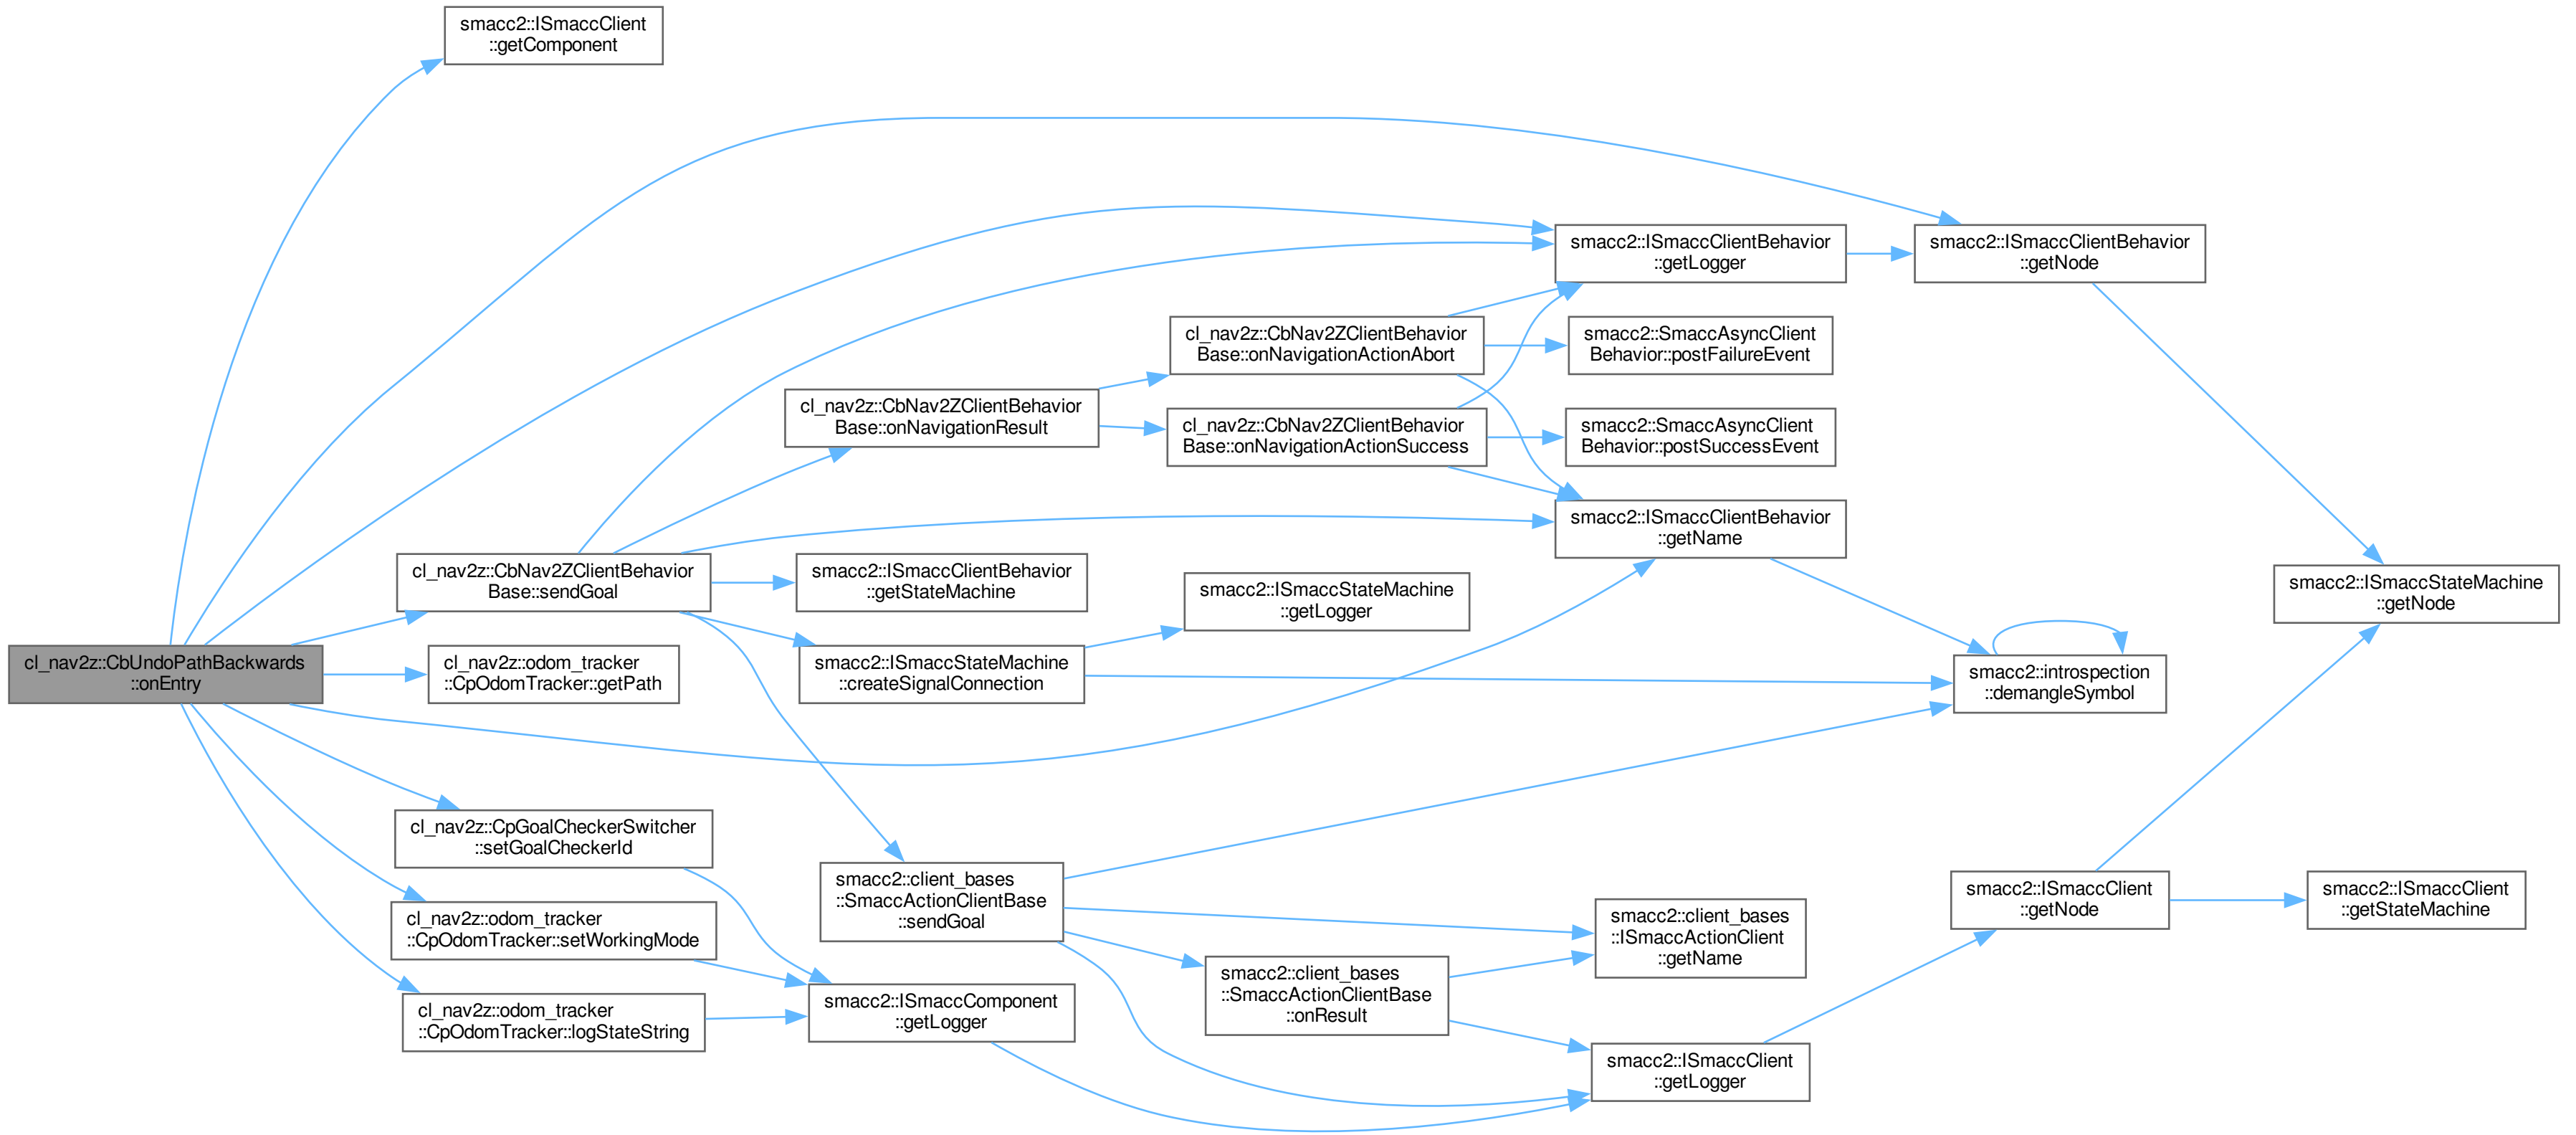 smacc2::ISmaccClient
::getComponent
smacc2::ISmaccClientBehavior
::getLogger
smacc2::ISmaccClientBehavior
::getNode
cl_nav2z::CbNav2ZClientBehavior
Base::onNavigationActionAbort
smacc2::SmaccAsyncClient
Behavior::postFailureEvent
cl_nav2z::CbNav2ZClientBehavior
Base::onNavigationResult
cl_nav2z::CbNav2ZClientBehavior
Base::onNavigationActionSuccess
smacc2::SmaccAsyncClient
Behavior::postSuccessEvent
smacc2::ISmaccClientBehavior
::getName
cl_nav2z::CbNav2ZClientBehavior
Base::sendGoal
smacc2::ISmaccClientBehavior
::getStateMachine
smacc2::ISmaccStateMachine
::getLogger
smacc2::ISmaccStateMachine
::getNode
cl_nav2z::CbUndoPathBackwards
::onEntry
cl_nav2z::odom_tracker
::CpOdomTracker::getPath
smacc2::ISmaccStateMachine
::createSignalConnection
smacc2::introspection
::demangleSymbol
cl_nav2z::CpGoalCheckerSwitcher
::setGoalCheckerId
smacc2::client_bases
::SmaccActionClientBase
::sendGoal
smacc2::ISmaccClient
::getNode
smacc2::ISmaccClient
::getStateMachine
cl_nav2z::odom_tracker
::CpOdomTracker::setWorkingMode
smacc2::client_bases
::ISmaccActionClient
::getName
smacc2::client_bases
::SmaccActionClientBase
::onResult
cl_nav2z::odom_tracker
::CpOdomTracker::logStateString
smacc2::ISmaccComponent
::getLogger
smacc2::ISmaccClient
::getLogger